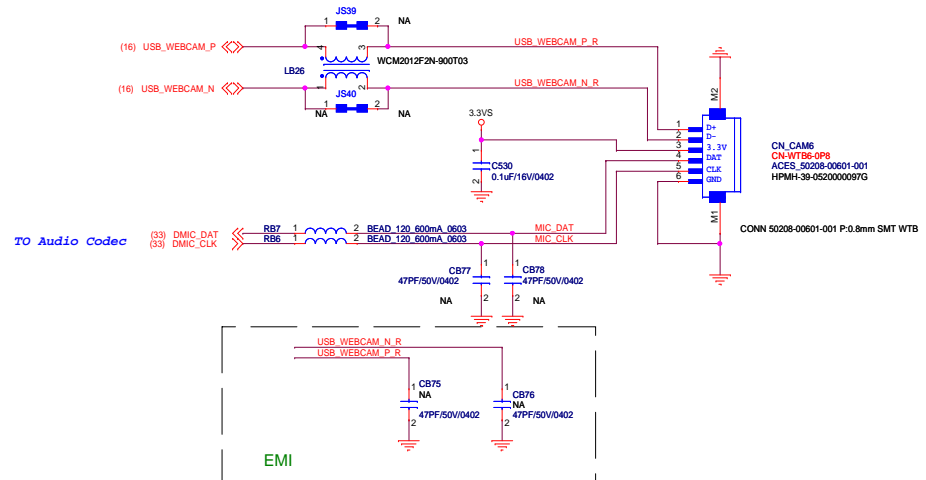 JS39
1 2 NA
(16) USB_WEBCAM_P
4 3
USB_WEBCAM_P_R
WCM2012F2N-900T03
LB26
(16) USB_WEBCAM_N
1 2
USB_WEBCAM_N_R
JS40
1 2
NA NA
3.3VS
1
C530
0.1uF/16V/0402
2
M2
1 D+
2 D-
3 3.3V
4 DAT
5 CLK
6 GND
M1
CN_CAM6
CN-WTB6-0P8
ACES_50208-00601-001
HPMH-39-0520000097G
CONN 50208-00601-001 P:0.8mm SMT WTB
TO Audio Codec
(33) DMIC_DAT RB7 1 2 BEAD_120_600mA_0603 MIC_DAT
(33) DMIC_CLK RB6 1 2 BEAD_120_600mA_0603 MIC_CLK
1 1
CB77 CB78
47PF/50V/0402 47PF/50V/0402
2 2
NA NA
USB_WEBCAM_N_R
USB_WEBCAM_P_R
1 CB75
NA
47PF/50V/0402
2
1 CB76
NA
47PF/50V/0402
2
EMI